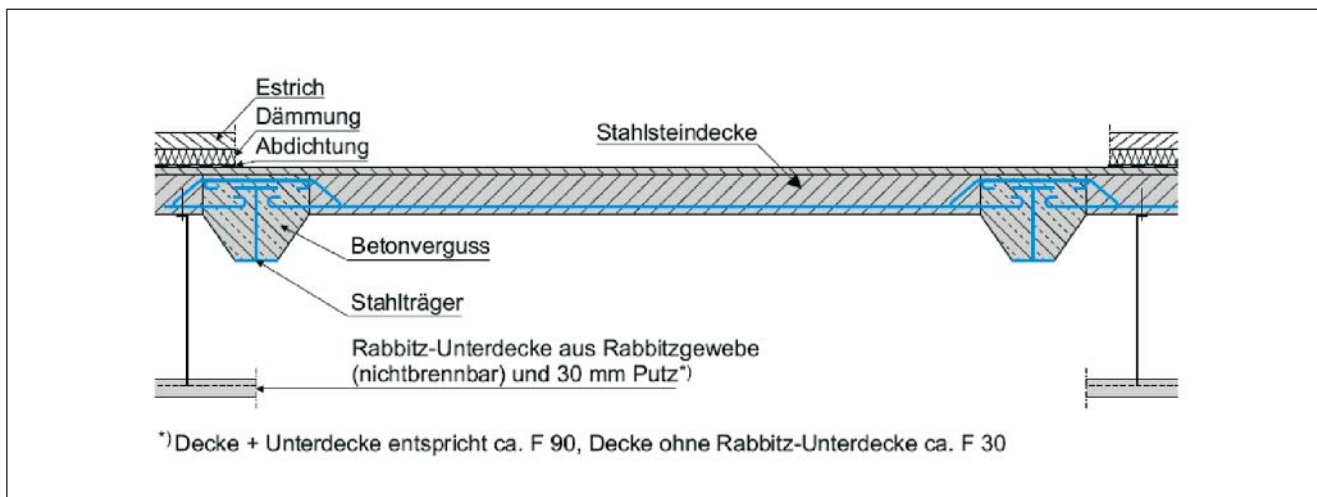 Estrich
Dämmung
Abdichtung
Stahlsteindecke
Betonverguss
Stahlträger
Rabbitz-Unterdecke aus Rabbitzgewebe
(nichtbrennbar) und 30 mm Putz*)
*) Decke + Unterdecke entspricht ca. F 90, Decke ohne Rabbitz-Unterdecke ca. F 30